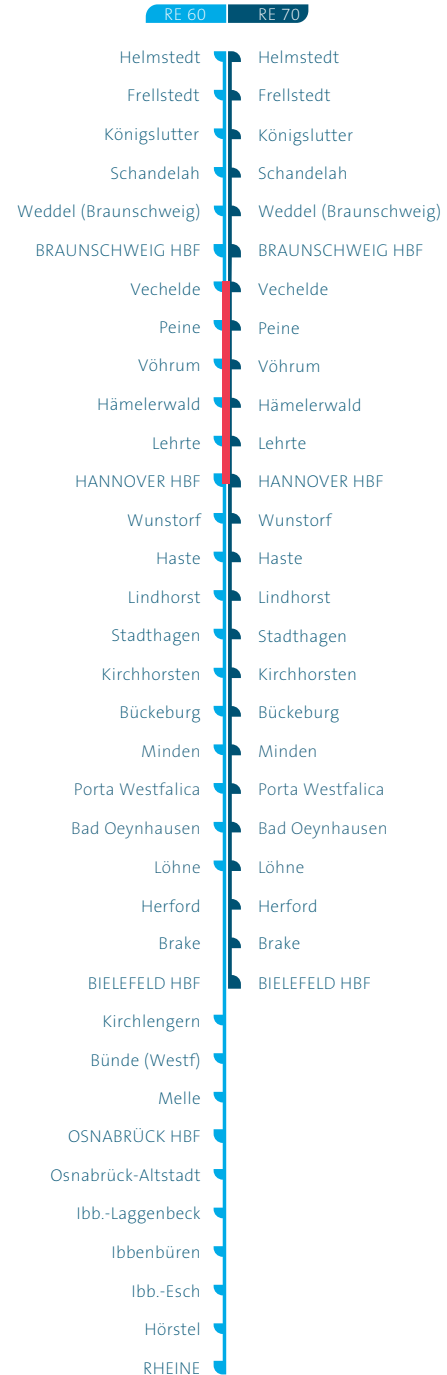 RE 60 RE 70
Helmstedt Helmstedt
Frellstedt Frellstedt
Königslutter Königslutter
Schandelah Schandelah
Weddel (Braunschweig) Weddel (Braunschweig)
BRAUNSCHWEIG HBF BRAUNSCHWEIG HBF
Vechelde Vechelde
Peine Peine
Vöhrum Vöhrum
Hämelerwald Hämelerwald
Lehrte Lehrte
HANNOVER HBF HANNOVER HBF
Wunstorf Wunstorf
Haste Haste
Lindhorst Lindhorst
Stadthagen Stadthagen
Kirchhorsten Kirchhorsten
Bückeburg Bückeburg
Minden Minden
Porta Westfalica Porta Westfalica
Bad Oeynhausen Bad Oeynhausen
Löhne Löhne
Herford Herford
Brake Brake
BIELEFELD HBF BIELEFELD HBF
Kirchlengern
Bünde (Westf)
Melle
OSNABRÜCK HBF
Osnabrück-Altstadt
Ibb.-Laggenbeck
Ibbenbüren
Ibb.-Esch
Hörstel
RHEINE